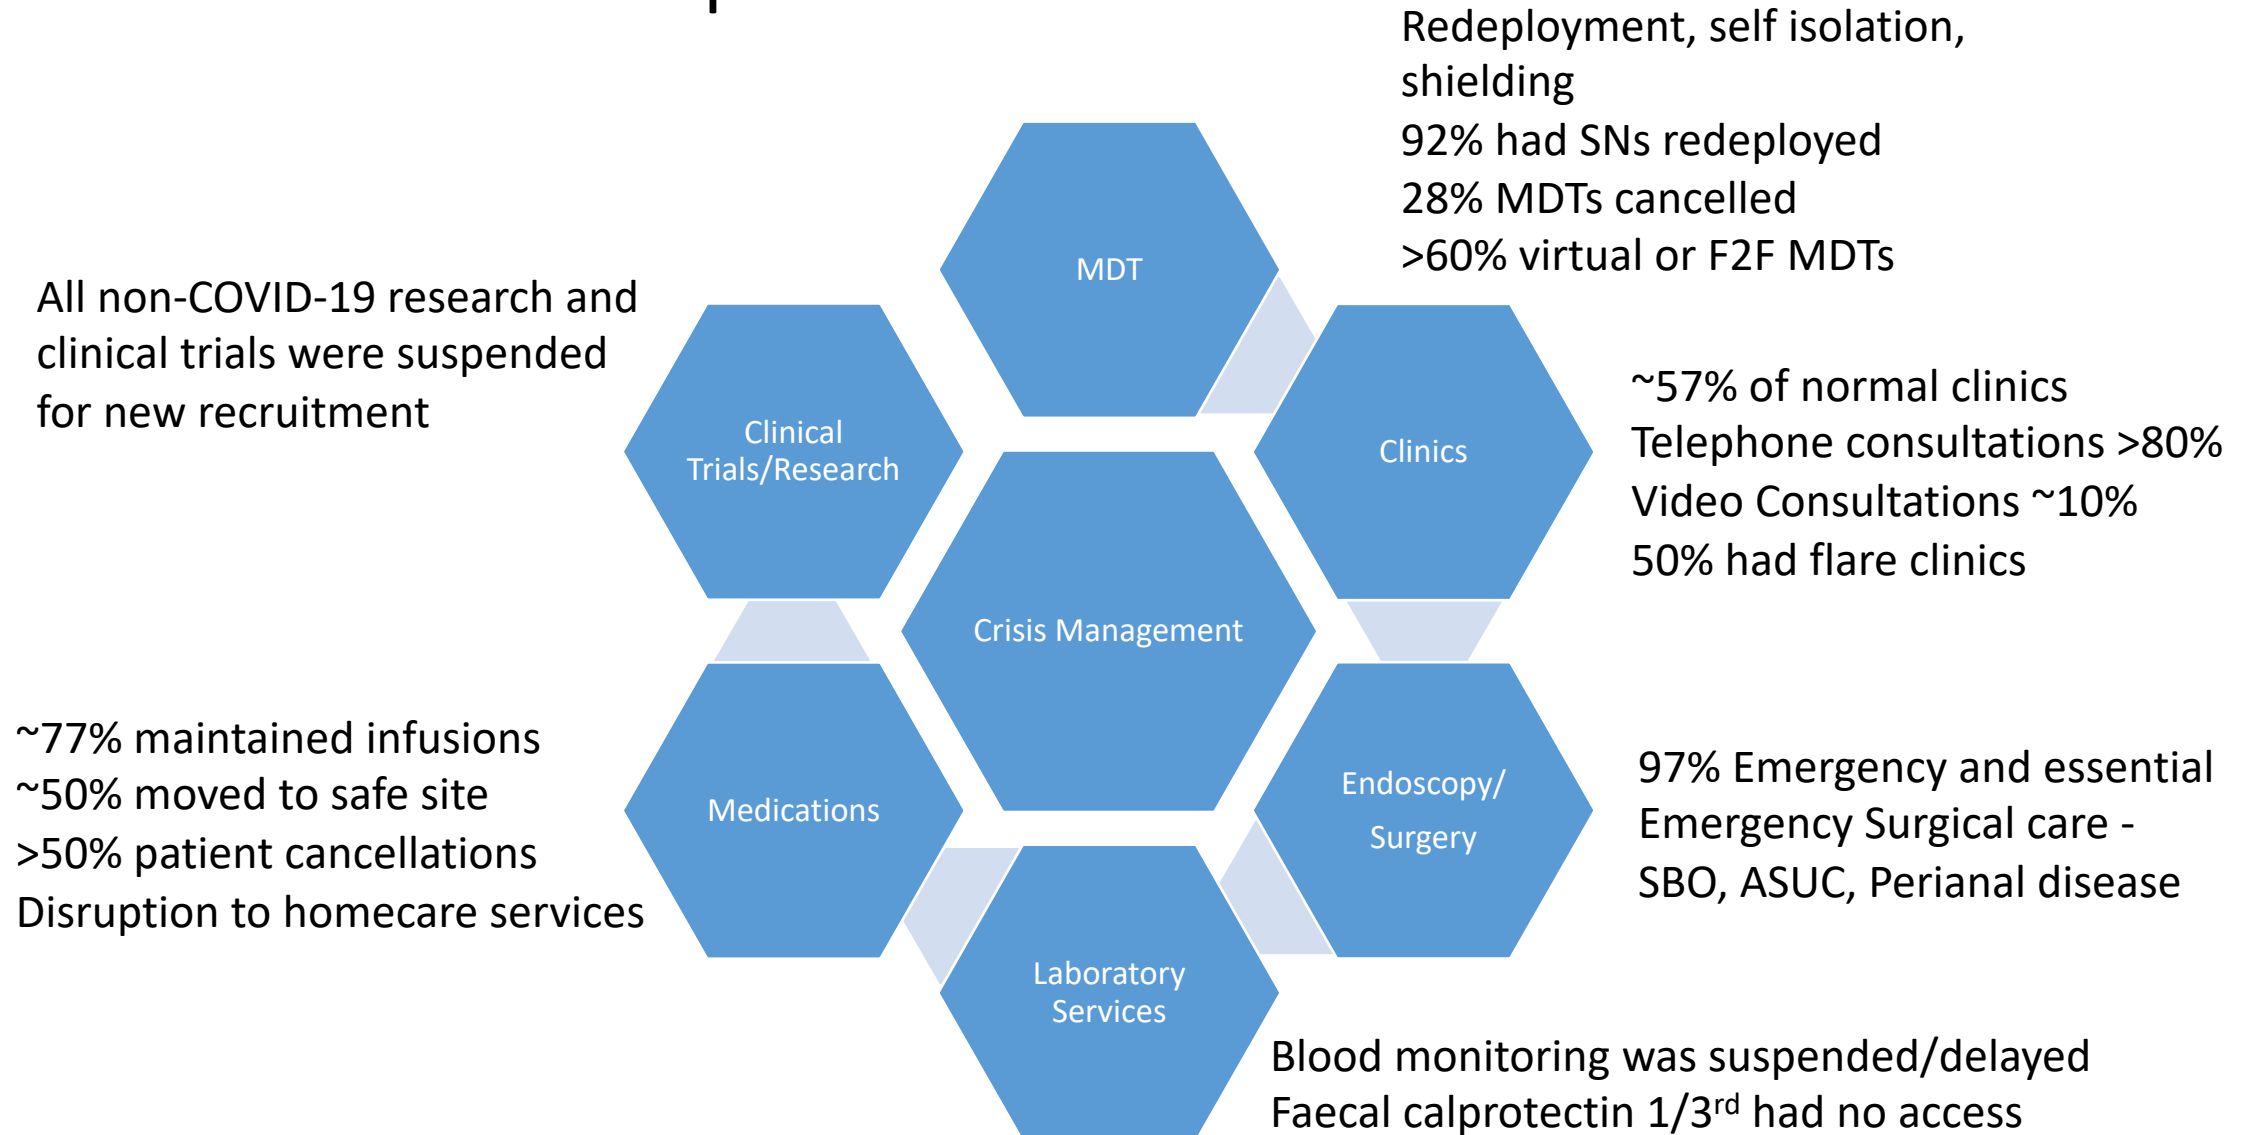 Redeployment, self isolation,
shielding
92% had SNs redeployed
28% MDTs cancelled
>60% virtual or F2F MDTs
MDT
All non-COVID-19 research and
clinical trials were suspended
for new recruitment
Clinical
Trials/Research
Clinics
~57% of normal clinics
Telephone consultations >80%
Video Consultations ~10%
50% had flare clinics
Crisis Management
~77% maintained infusions
~50% moved to safe site
>50% patient cancellations
Disruption to homecare services
Medications
Endoscopy/
Surgery
97% Emergency and essential
Emergency Surgical care -
SBO, ASUC, Perianal disease
Laboratory
Services
Blood monitoring was suspended/delayed
Faecal calprotectin 1/3rd had no access